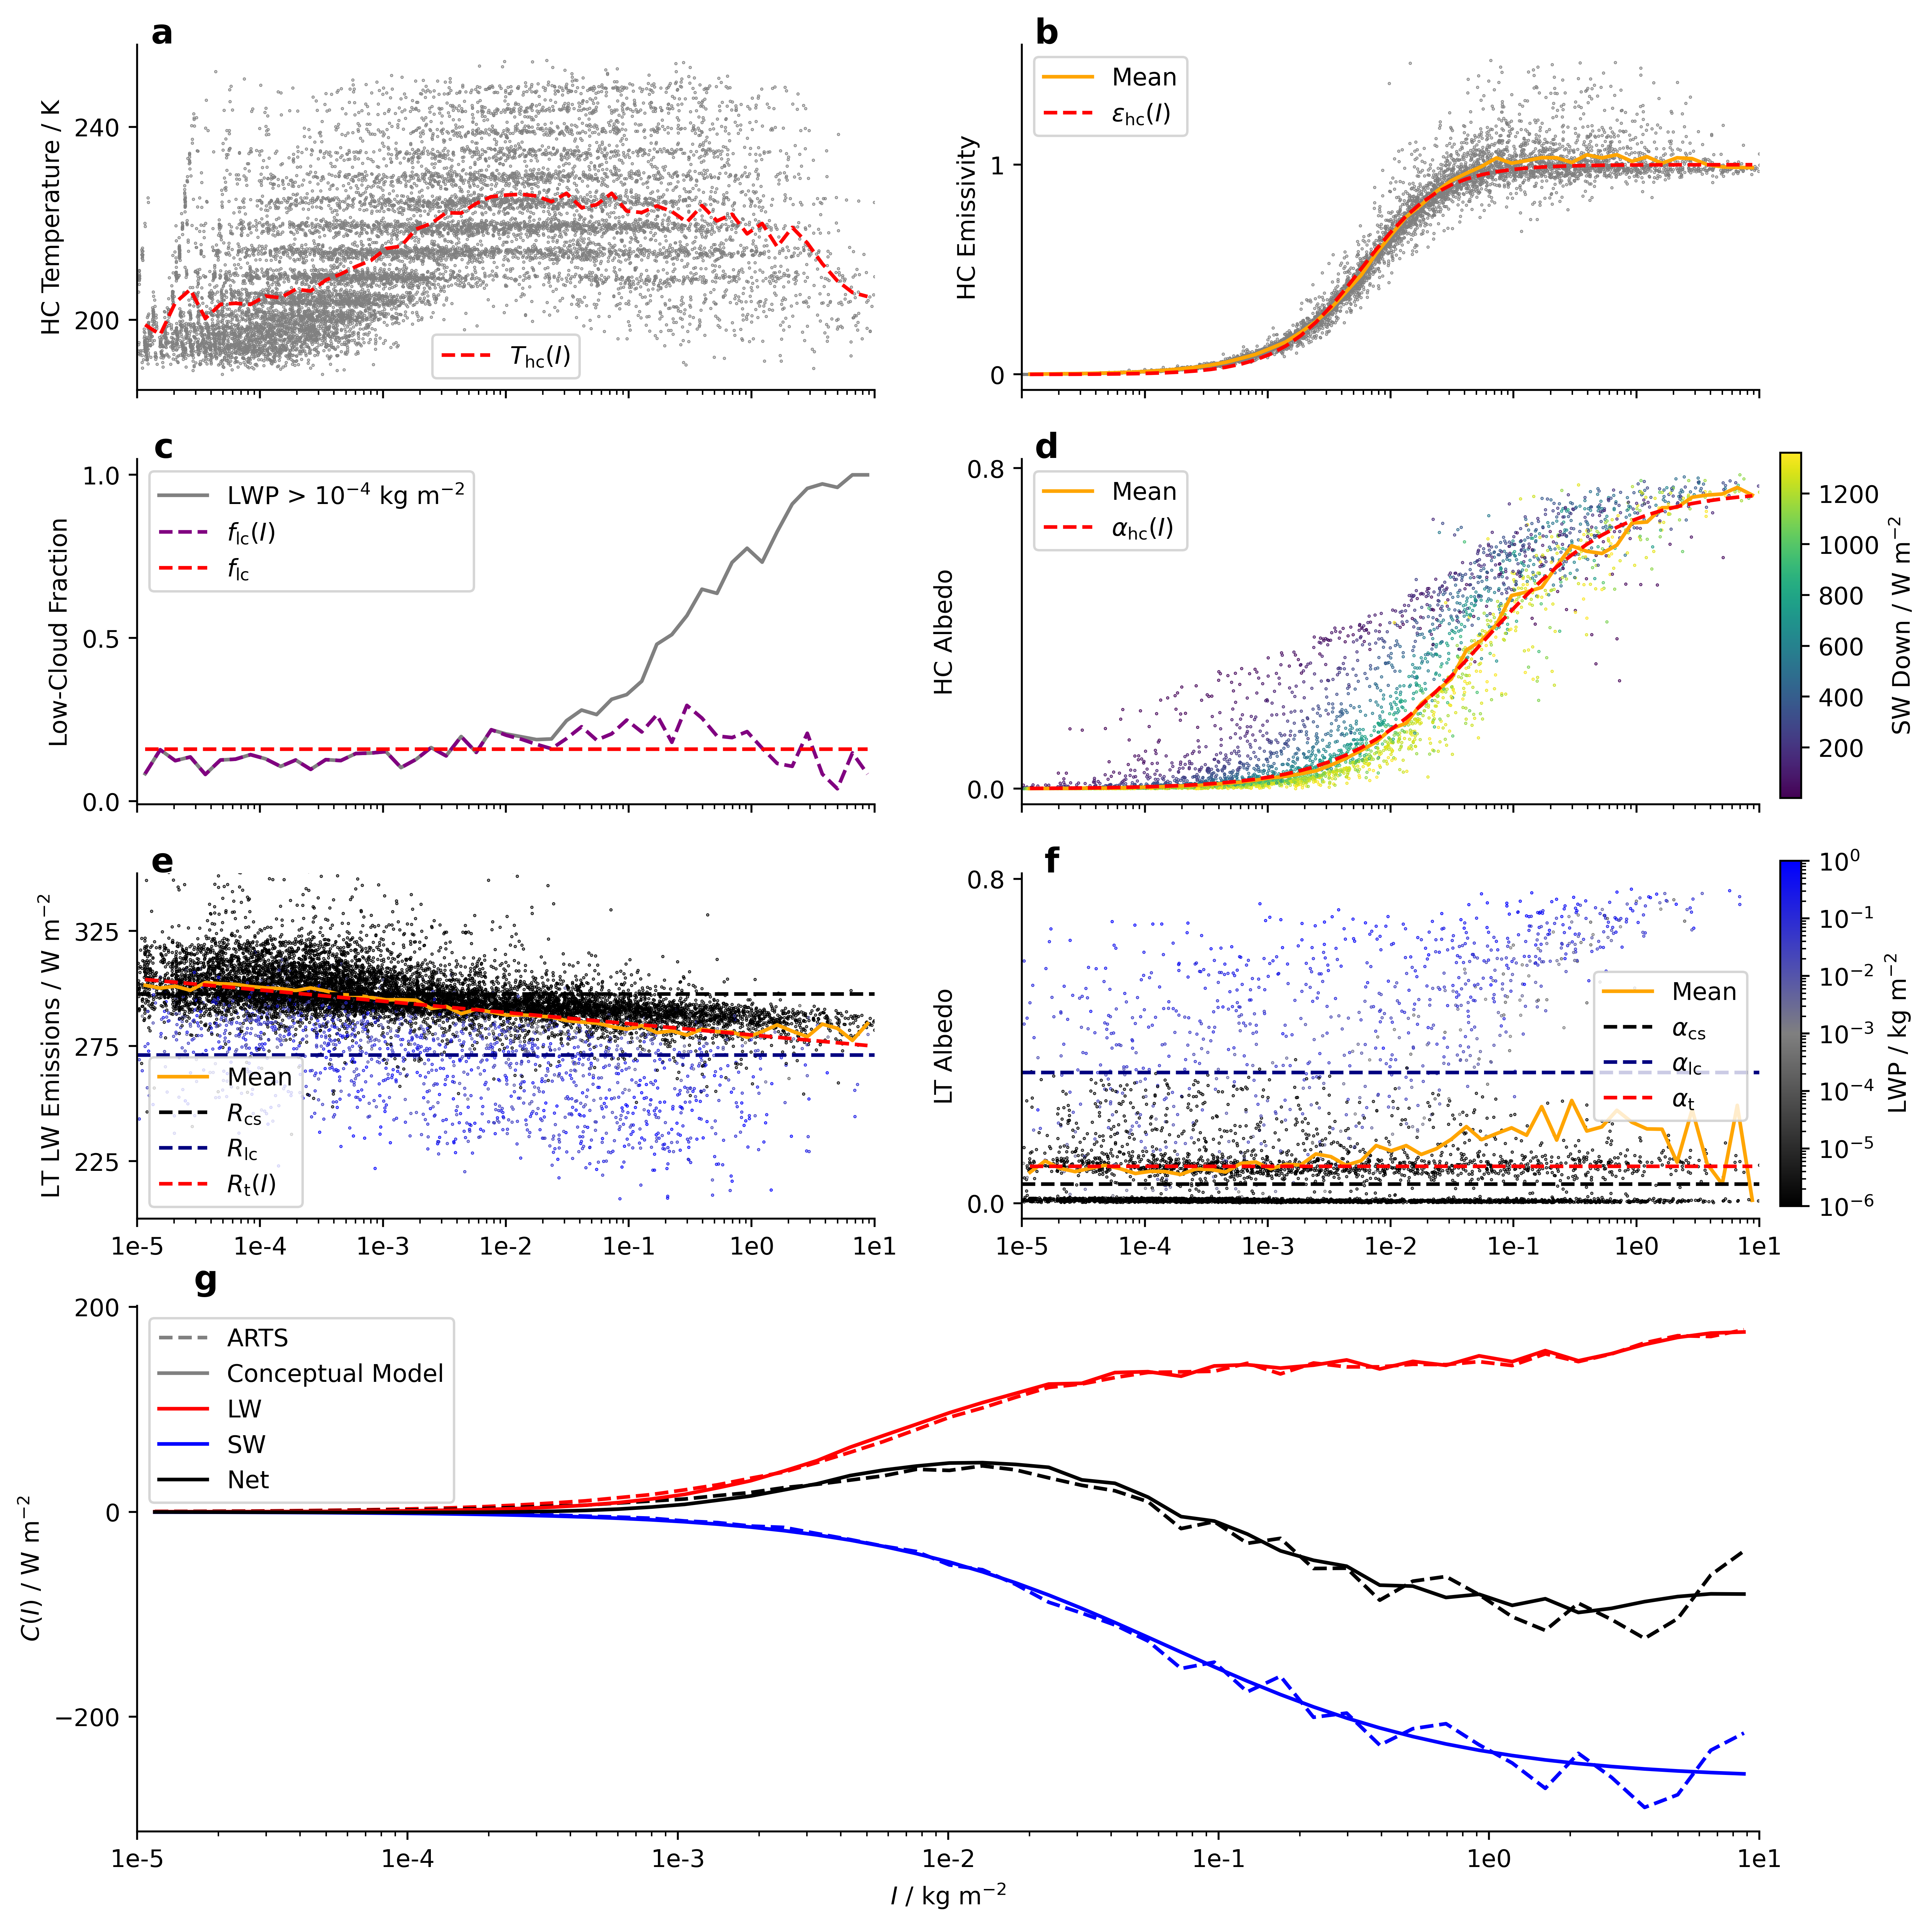 a
HC Temperature / K
240
200
T_hc(I)
b
HC Emissivity
1
0
Mean
ε_hc(I)
c
Low-Cloud Fraction
1.0
0.5
0.0
LWP > 10⁻⁴ kg m⁻²
f_lc(I)
f_lc
d
HC Albedo
0.8
0.0
Mean
α_hc(I)
1200
1000
800
600
400
200
SW Down / W m⁻²
e
LT LW Emissions / W m⁻²
325
275
225
Mean
R_cs
R_lc
R_t(I)
1e-5 1e-4 1e-3 1e-2 1e-1 1e0 1e1
f
LT Albedo
0.8
0.0
Mean
α_cs
α_lc
α_t
1e-5 1e-4 1e-3 1e-2 1e-1 1e0 1e1
10⁰
10⁻¹
10⁻²
10⁻³
10⁻⁴
10⁻⁵
10⁻⁶
LWP / kg m⁻²
g
C(I) / W m⁻²
200
0
−200
ARTS
Conceptual Model
LW
SW
Net
1e-5 1e-4 1e-3 1e-2 1e-1 1e0 1e1
I / kg m⁻²